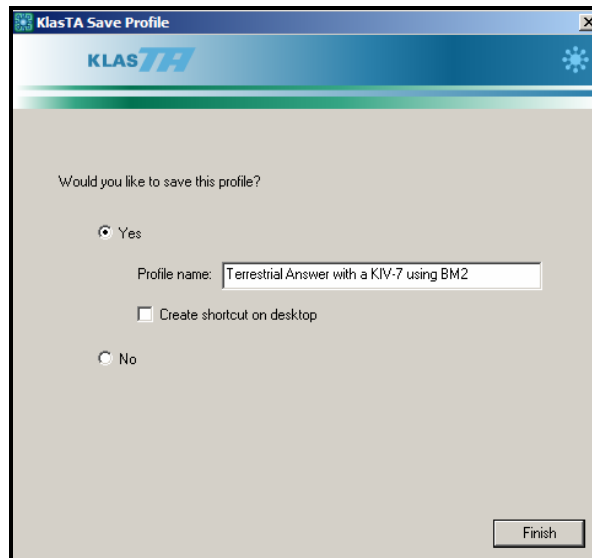 KlasTA Save Profile
KLAS TA
Would you like to save this profile?
Yes
Profile name: Terrestrial Answer with a KIV-7 using BM2
Create shortcut on desktop
No
Finish